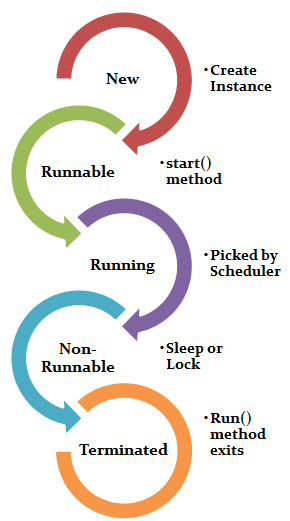 New
•Create
Instance
Runnable
•start()
method
Running
•Picked by
Scheduler
Non-
Runnable
•Sleep or
Lock
Terminated
•Run()
method
exits